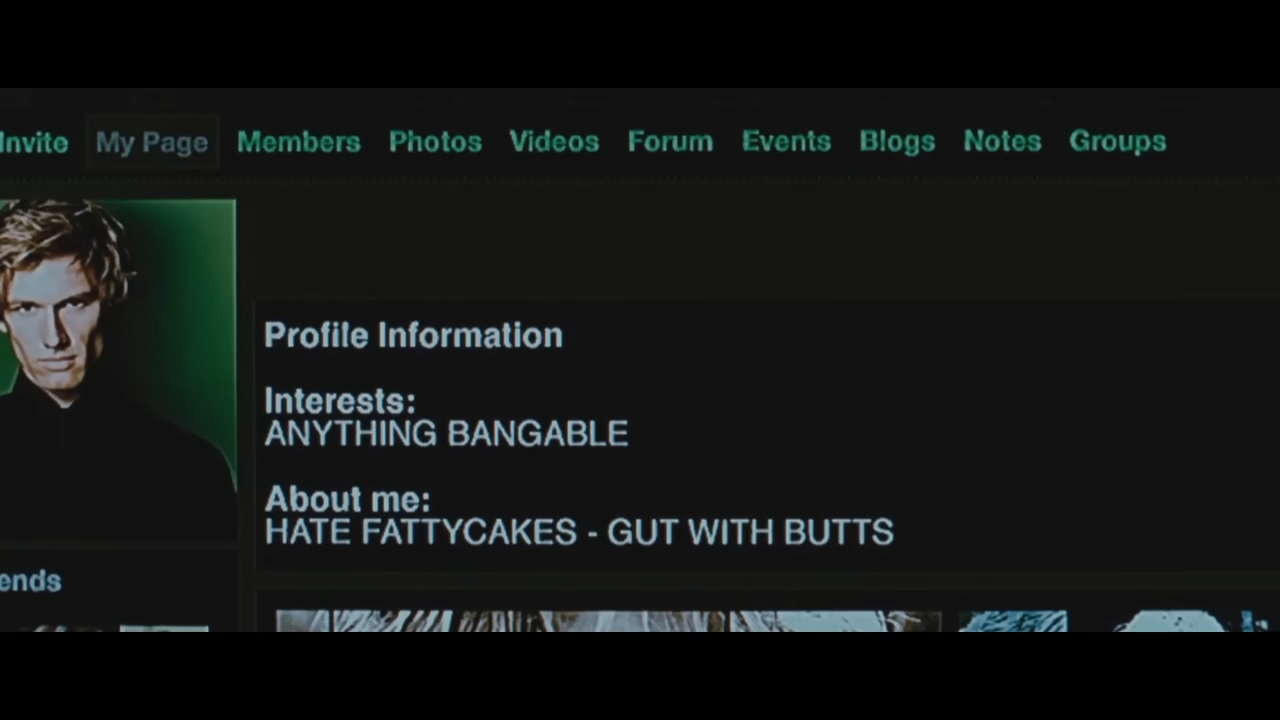 Invite My Page Members Photos Videos Forum Events Blogs Notes Groups
Profile Information
Interests:
ANYTHING BANGABLE
About me:
HATE FATTYCAKES - GUT WITH BUTTS
ends